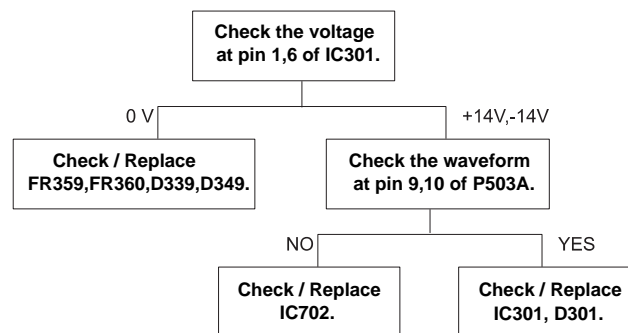 Check the voltage
at pin 1,6 of IC301.
0 V
+14V,-14V
Check / Replace
FR359,FR360,D339,D349.
Check the waveform
at pin 9,10 of P503A.
NO
YES
Check / Replace
IC702.
Check / Replace
IC301, D301.